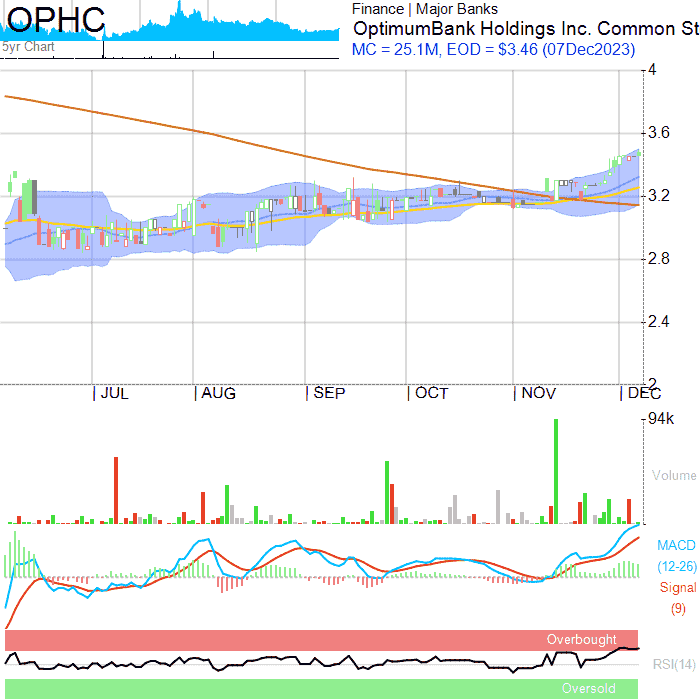 OPHC
5yr Chart
Finance | Major Banks
OptimumBank Holdings Inc. Common St
MC = 25.1M, EOD = $3.46 (07Dec2023)
4
3.6
3.2
2.8
2.4
2
JUL AUG SEP OCT NOV DEC
94k
Volume
MACD
(12-26)
Signal
(9)
Overbought
RSI(14)
Oversold